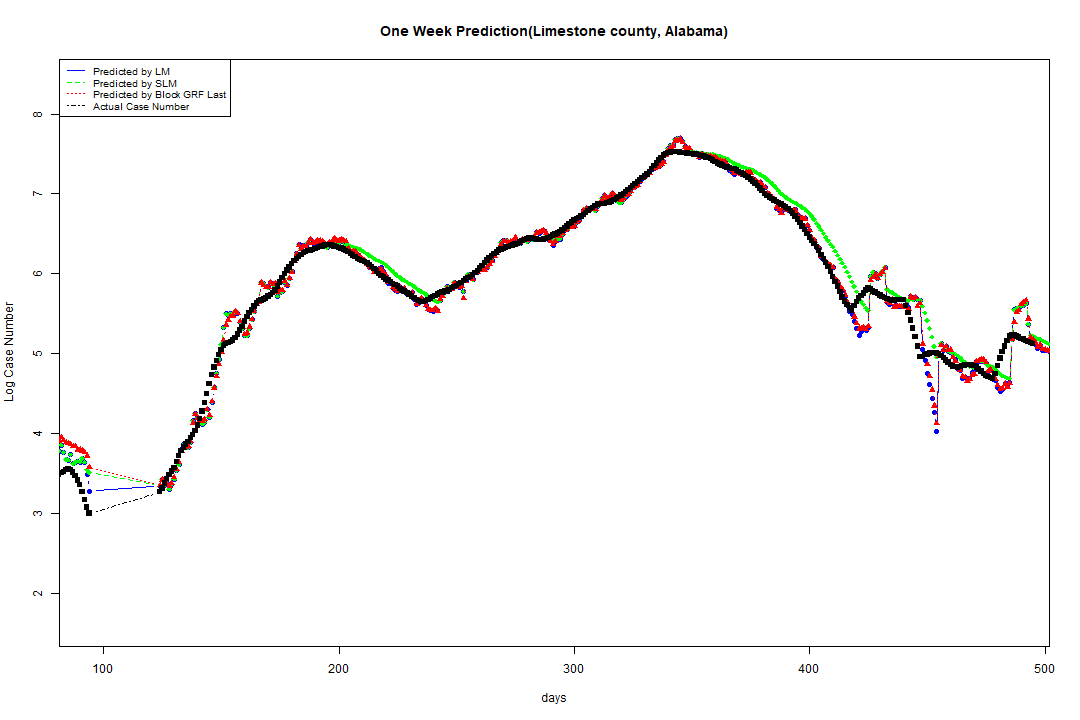 One Week Prediction(Limestone county, Alabama)
Predicted by LM
Predicted by SLM
Predicted by Block GRF Last
Actual Case Number
8
7
6
5
4
3
2
Log Case Number
100 200 300 400 500
days